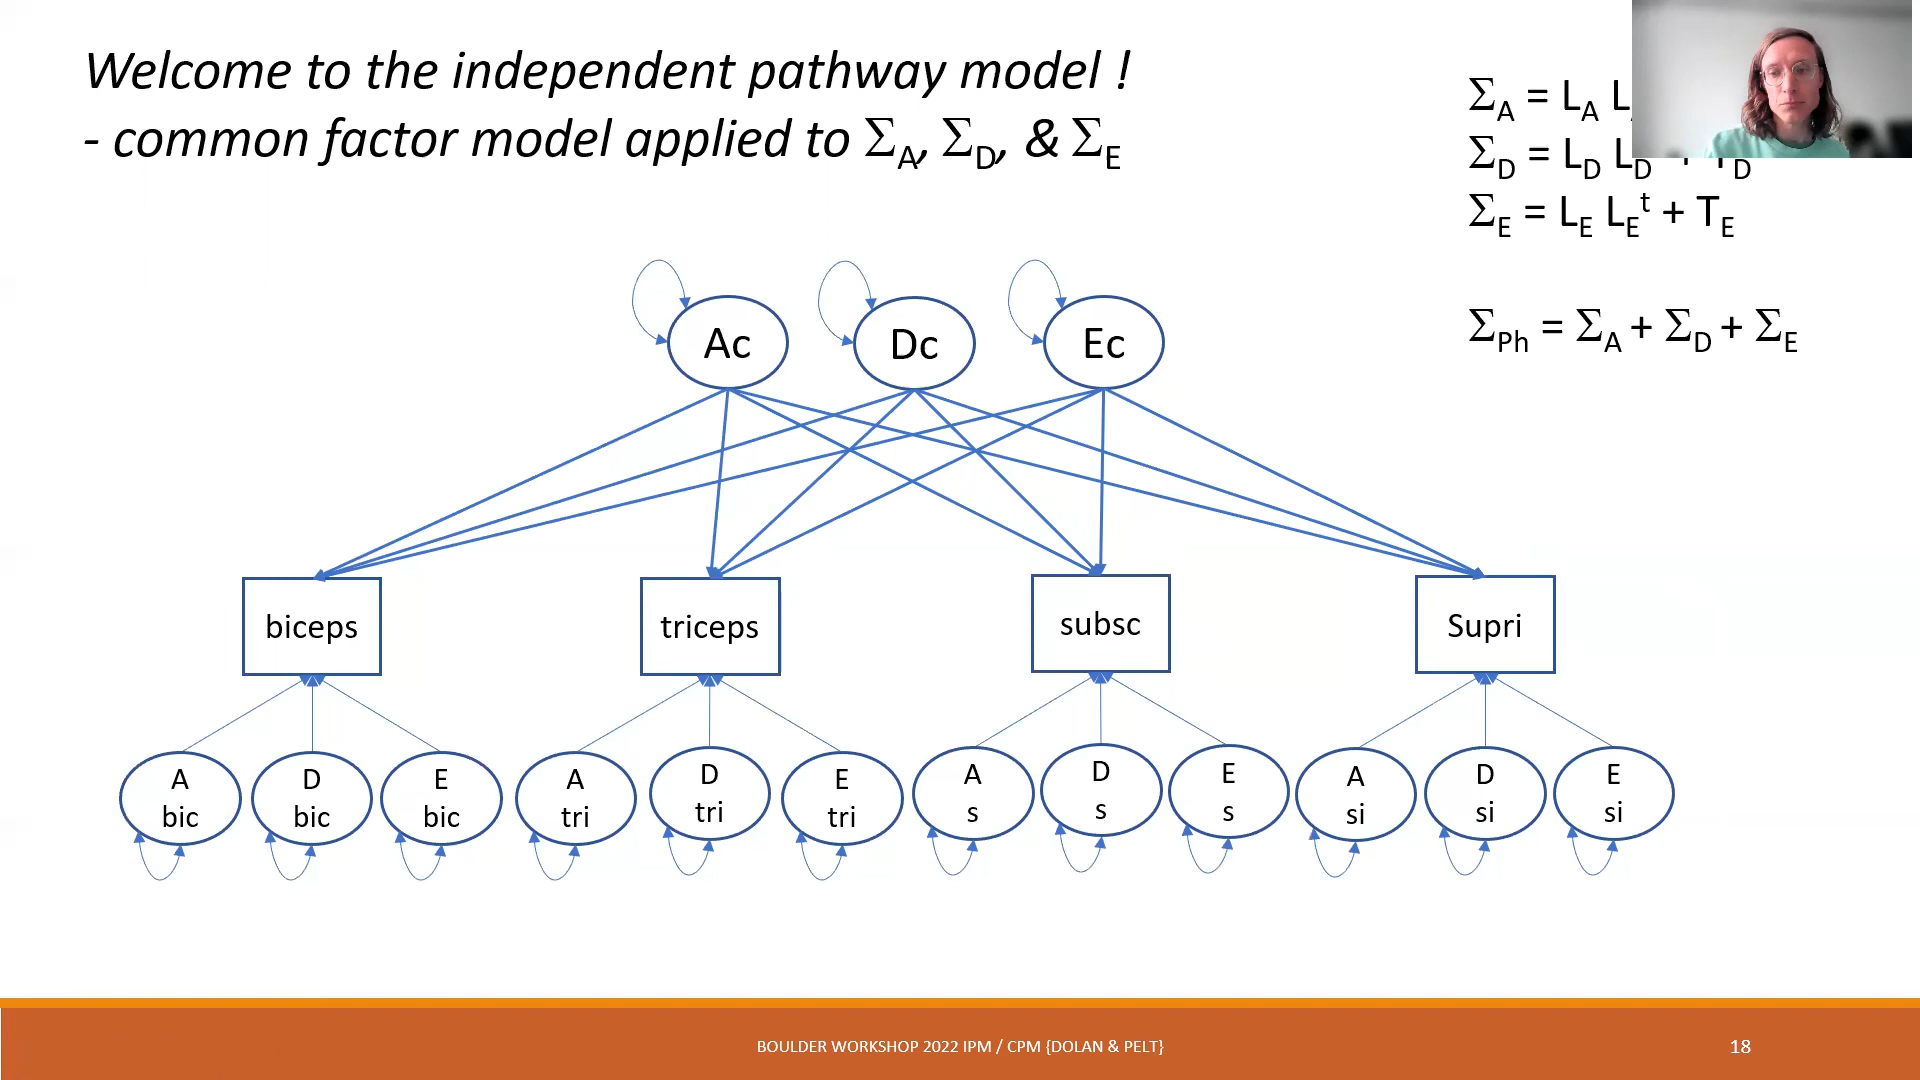 Welcome to the independent pathway model !
- common factor model applied to ΣA, ΣD, & ΣE
ΣA = LA L
ΣD = LD LD + TD
ΣE = LE LEᵗ + TE
ΣPh = ΣA + ΣD + ΣE
Ac Dc Ec
biceps triceps subsc Supri
A D E A D E A D E A D E
bic bic bic tri tri tri s s s si si si
BOULDER WORKSHOP 2022 IPM / CPM {DOLAN & PELT}
18